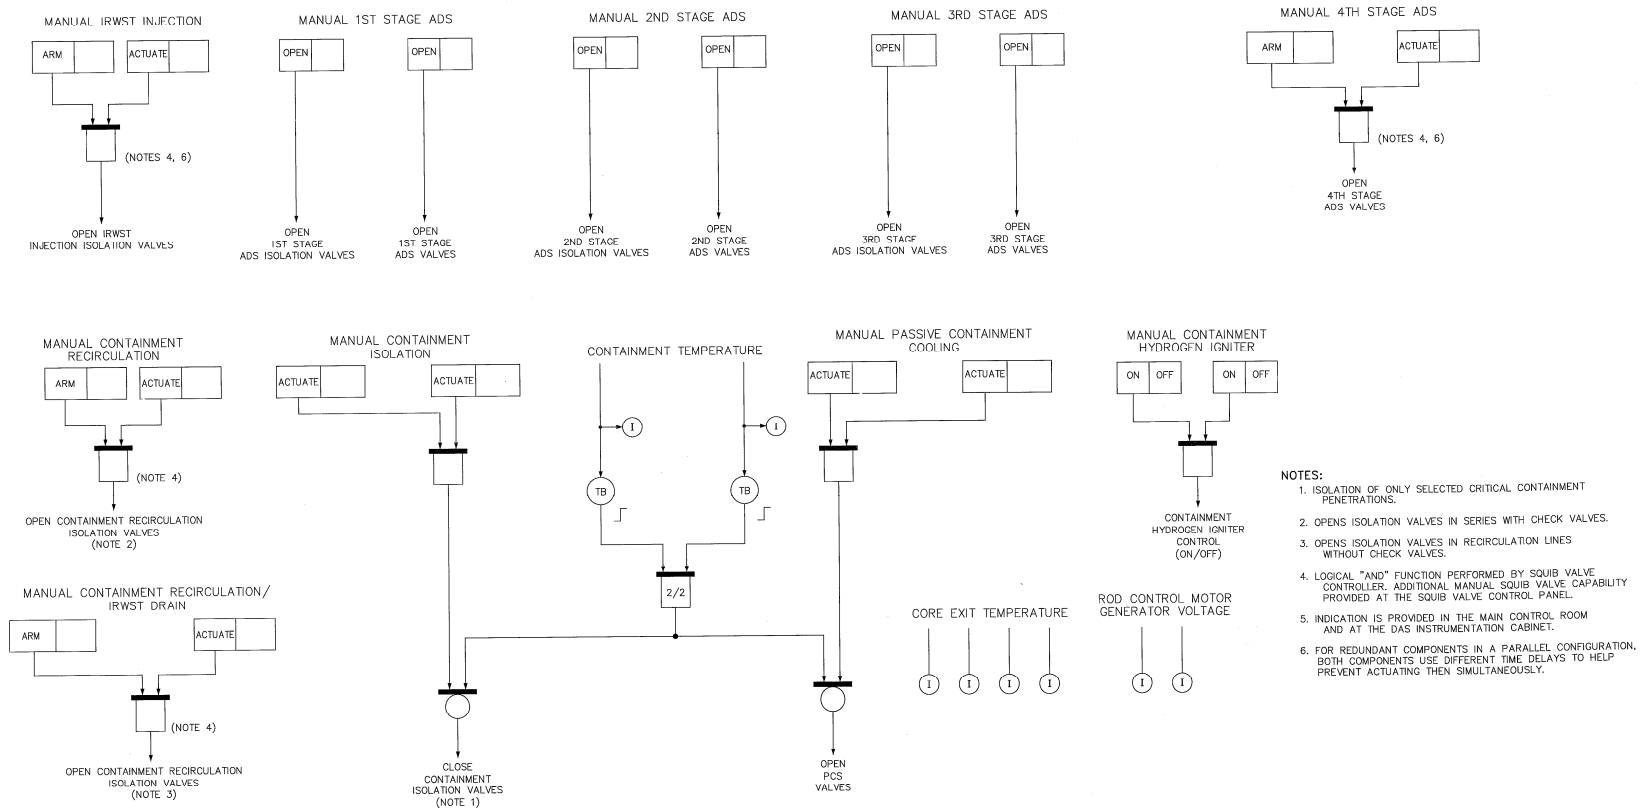 MANUAL IRWST INJECTION
ARM
ACTUATE
(NOTES 4, 6)
OPEN IRWST
INJECTION ISOLATION VALVES
MANUAL 1ST STAGE ADS
OPEN
OPEN
OPEN
1ST STAGE
ADS ISOLATION VALVES
OPEN
1ST STAGE
ADS VALVES
MANUAL 2ND STAGE ADS
OPEN
OPEN
OPEN
2ND STAGE
ADS ISOLATION VALVES
OPEN
2ND STAGE
ADS VALVES
MANUAL 3RD STAGE ADS
OPEN
OPEN
OPEN
3RD STAGE
ADS ISOLATION VALVES
OPEN
3RD STAGE
ADS VALVES
MANUAL 4TH STAGE ADS
ARM
ACTUATE
(NOTES 4, 6)
OPEN
4TH STAGE
ADS VALVES
MANUAL CONTAINMENT
RECIRCULATION
ARM
ACTUATE
(NOTE 4)
OPEN CONTAINMENT RECIRCULATION
ISOLATION VALVES
(NOTE 2)
MANUAL CONTAINMENT RECIRCULATION/
IRWST DRAIN
ARM
ACTUATE
(NOTE 4)
OPEN CONTAINMENT RECIRCULATION
ISOLATION VALVES
(NOTE 3)
MANUAL CONTAINMENT
ISOLATION
ACTUATE
ACTUATE
CLOSE
CONTAINMENT
ISOLATION VALVES
(NOTE 1)
CONTAINMENT TEMPERATURE
I
I
TB
TB
2/2
MANUAL PASSIVE CONTAINMENT
COOLING
ACTUATE
ACTUATE
OPEN
PCS
VALVES
MANUAL CONTAINMENT
HYDROGEN IGNITER
ON OFF
ON OFF
CONTAINMENT
HYDROGEN IGNITER
CONTROL
(ON/OFF)
CORE EXIT TEMPERATURE
I I I I
ROD CONTROL MOTOR
GENERATOR VOLTAGE
I I
NOTES:
1. ISOLATION OF ONLY SELECTED CRITICAL CONTAINMENT
PENETRATIONS.
2. OPENS ISOLATION VALVES IN SERIES WITH CHECK VALVES.
3. OPENS ISOLATION VALVES IN RECIRCULATION LINES
WITHOUT CHECK VALVES.
4. LOGICAL "AND" FUNCTION PERFORMED BY SQUIB VALVE
CONTROLLER. ADDITIONAL MANUAL SQUIB VALVE CAPABILITY
PROVIDED AT THE SQUIB VALVE CONTROL PANEL.
5. INDICATION IS PROVIDED IN THE MAIN CONTROL ROOM
AND AT THE DAS INSTRUMENTATION CABINET.
6. FOR REDUNDANT COMPONENTS IN A PARALLEL CONFIGURATION,
BOTH COMPONENTS USE DIFFERENT TIME DELAYS TO HELP
PREVENT ACTUATING THEN SIMULTANEOUSLY.